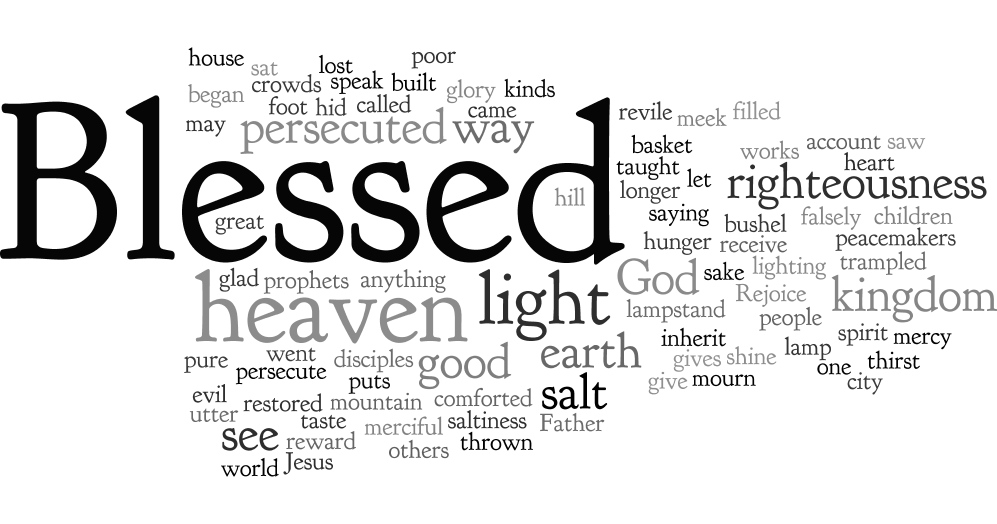 house
sat
lost
poor
began
crowds
speak
built
glory
kinds
foot
hid
called
came
may
persecuted
way
revile
meek
filled
basket
works
account
saw
taught
heart
longer
let
righteousness
Blessed
hill
great
saying
bushel
falsely
children
hunger
receive
peacemakers
glad
prophets
anything
heaven
light
God
sake
lighting
trampled
lampstand
Rejoice
kingdom
people
inherit
spirit
mercy
pure
went
disciples
good
earth
gives
shine
lamp
one
thirst
persecute
puts
give
mourn
city
evil
utter
restored
mountain
comforted
salt
taste
merciful
saltiness
Father
see
reward
others
thrown
world
Jesus